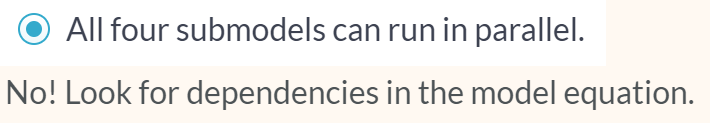 All four submodels can run in parallel.
No! Look for dependencies in the model equation.